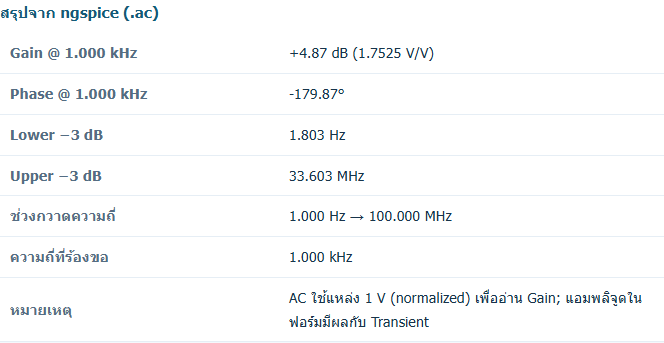 สรุปจาก ngspice (.ac)
Gain @ 1.000 kHz +4.87 dB (1.7525 V/V)
Phase @ 1.000 kHz -179.87°
Lower −3 dB 1.803 Hz
Upper −3 dB 33.603 MHz
ช่วงกวาดความถี่ 1.000 Hz → 100.000 MHz
ความถี่ที่ร้องขอ 1.000 kHz
หมายเหตุ AC ใช้แหล่ง 1 V (normalized) เพื่ออ่าน Gain; แอมพลิจูดใน
ฟอร์มมีผลกับ Transient